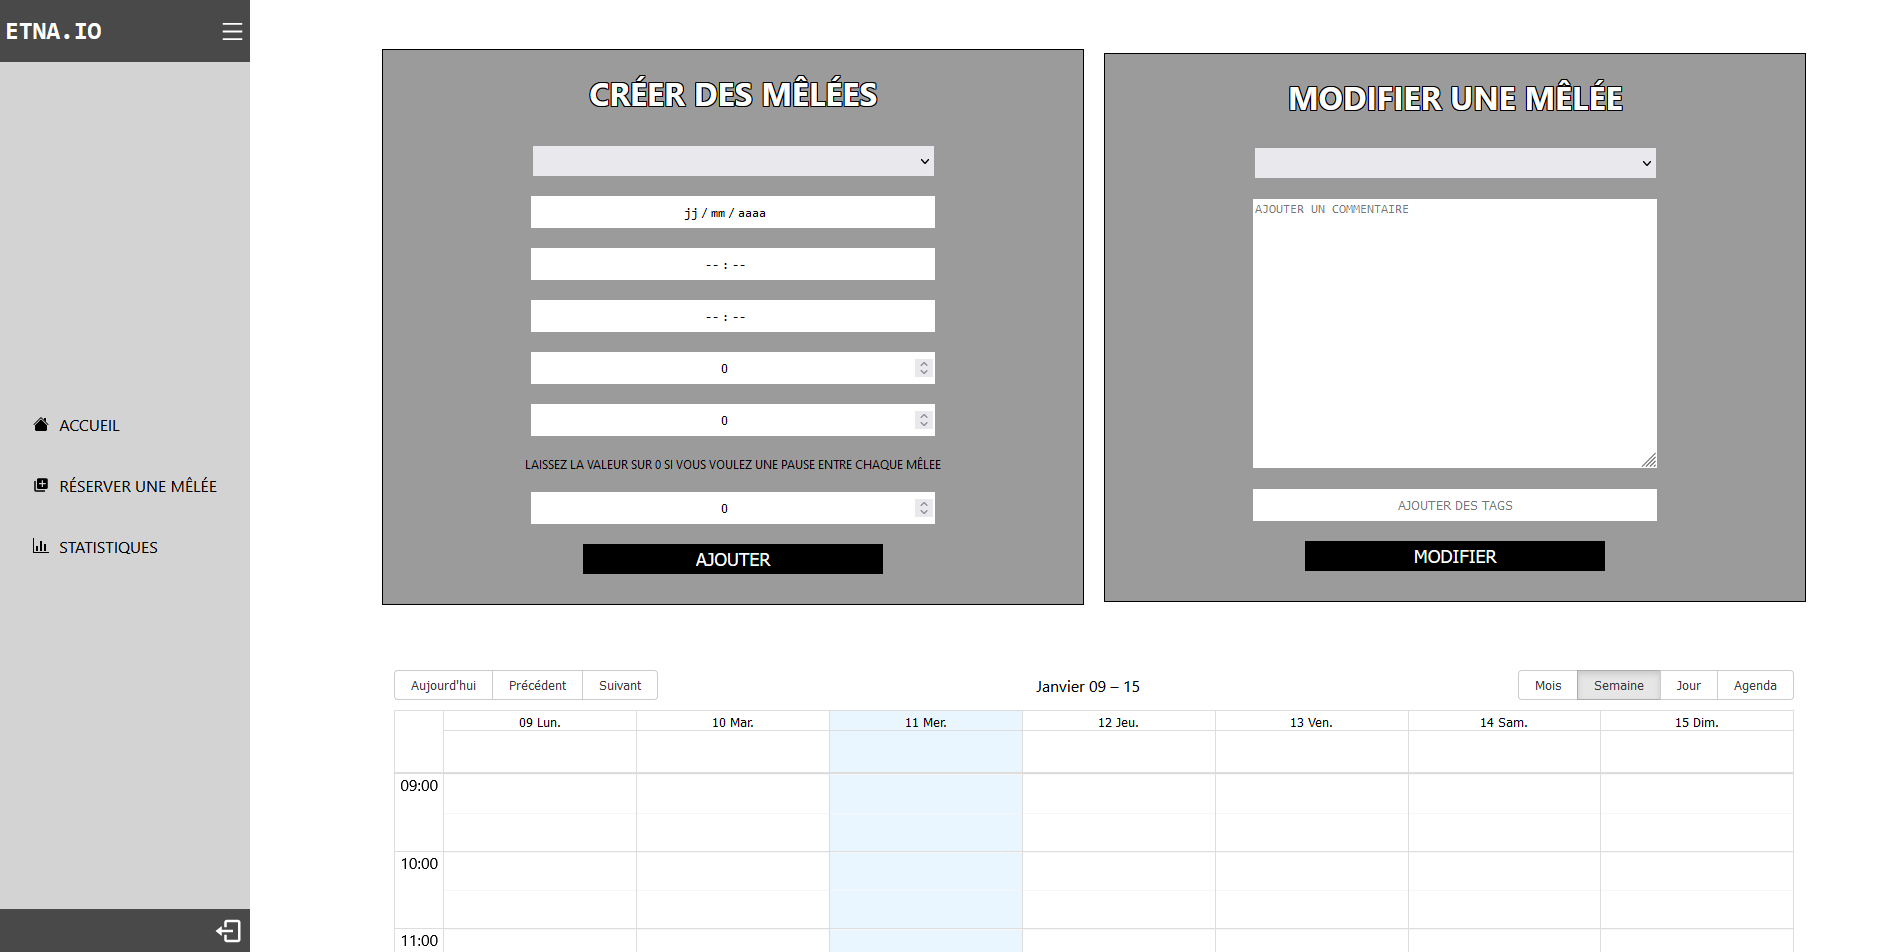 ETNA.IO
ACCUEIL
RÉSERVER UNE MÊLÉE
STATISTIQUES
CRÉER DES MÊLÉES
jj / mm / aaaa
-- : --
-- : --
0
0
LAISSEZ LA VALEUR SUR 0 SI VOUS VOULEZ UNE PAUSE ENTRE CHAQUE MÊLEE
0
AJOUTER
MODIFIER UNE MÊLÉE
AJOUTER UN COMMENTAIRE
AJOUTER DES TAGS
MODIFIER
Aujourd'hui Précédent Suivant Janvier 09 – 15 Mois Semaine Jour Agenda
09 Lun. 10 Mar. 11 Mer. 12 Jeu. 13 Ven. 14 Sam. 15 Dim.
09:00
10:00
11:00